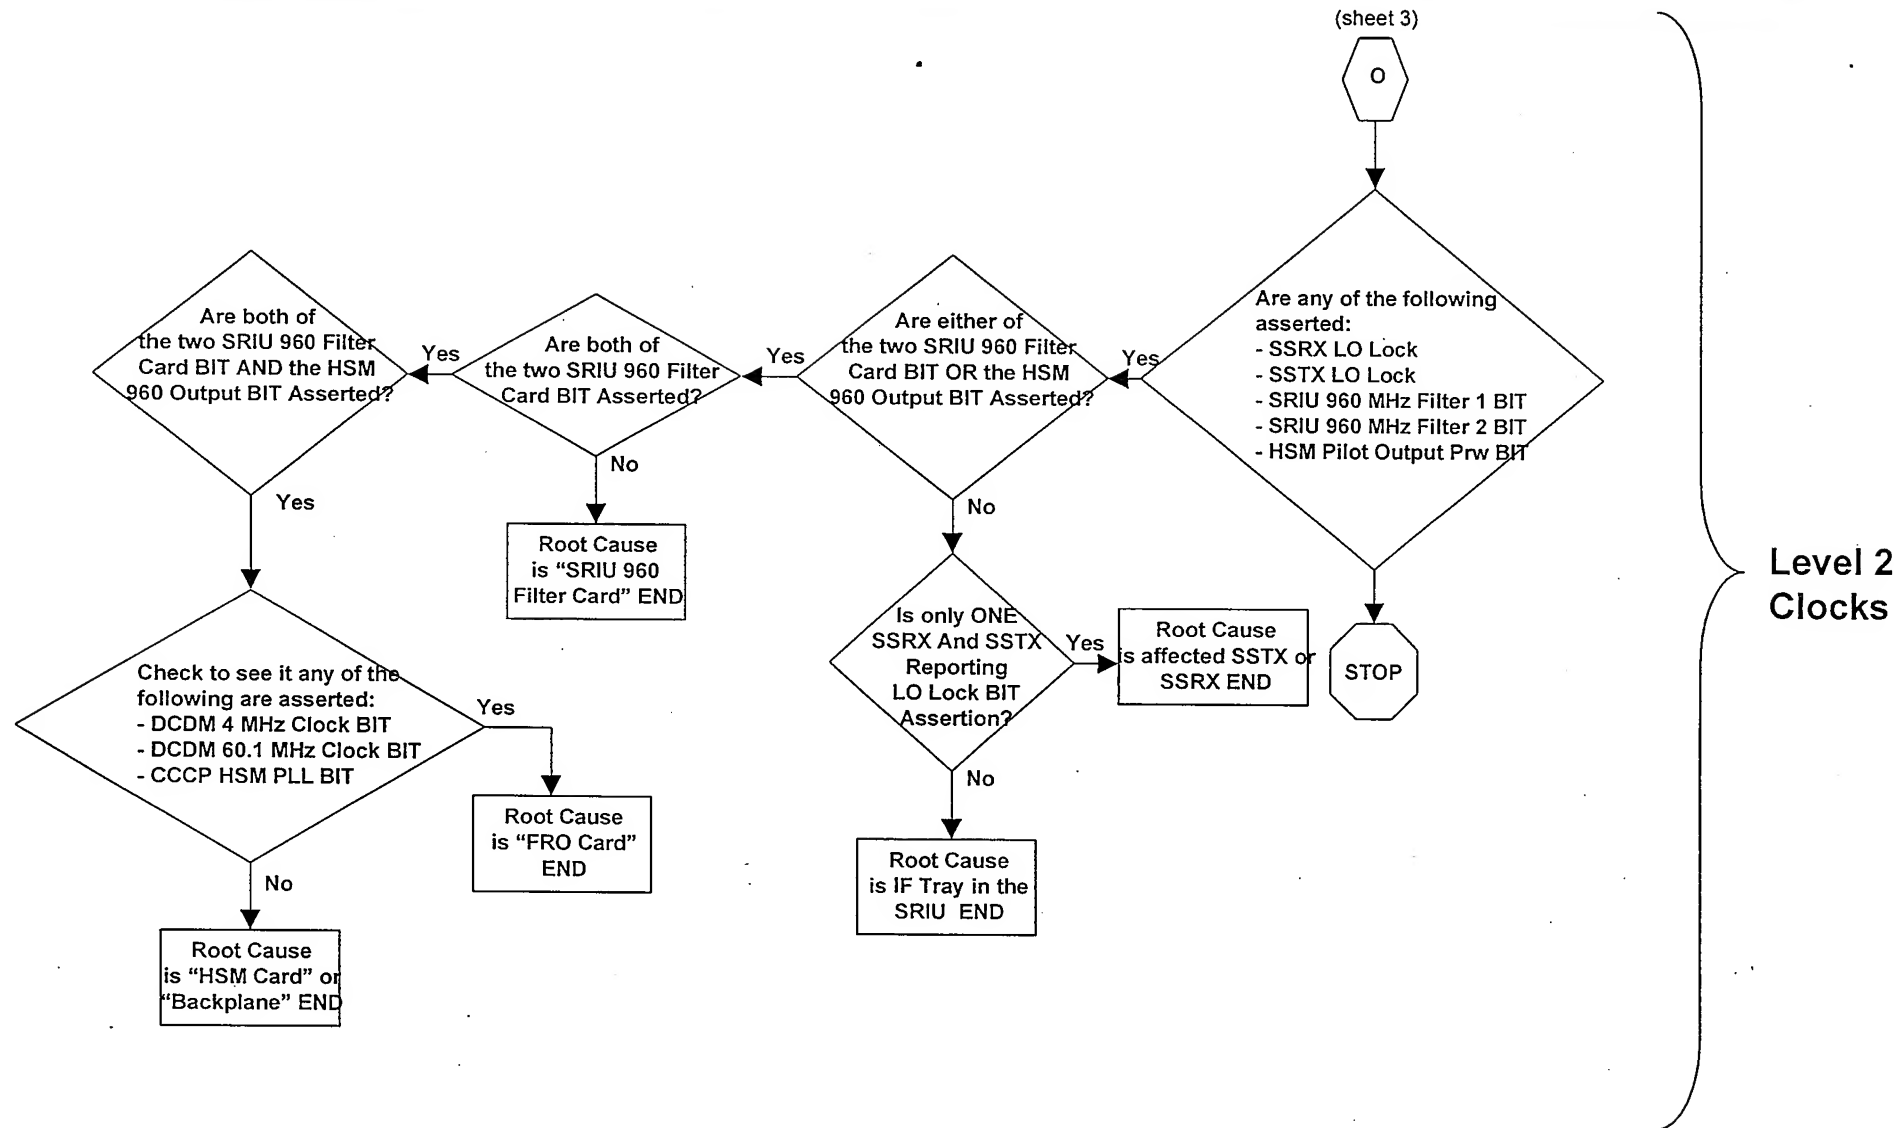 (sheet 3)
O
Are any of the following
asserted:
- SSRX LO Lock
- SSTX LO Lock
- SRIU 960 MHz Filter 1 BIT
- SRIU 960 MHz Filter 2 BIT
- HSM Pilot Output Prw BIT
Yes
STOP
Are either of
the two SRIU 960 Filter
Card BIT OR the HSM
960 Output BIT Asserted?
Yes
No
Is only ONE
SSRX And SSTX
Reporting
LO Lock BIT
Assertion?
Yes
Root Cause
is affected SSTX or
SSRX END
No
Root Cause
is IF Tray in the
SRIU END
Are both of
the two SRIU 960 Filter
Card BIT Asserted?
Yes
No
Root Cause
is “SRIU 960
Filter Card” END
Are both of
the two SRIU 960 Filter
Card BIT AND the HSM
960 Output BIT Asserted?
Yes
Check to see it any of the
following are asserted:
- DCDM 4 MHz Clock BIT
- DCDM 60.1 MHz Clock BIT
- CCCP HSM PLL BIT
Yes
Root Cause
is “FRO Card”
END
No
Root Cause
is “HSM Card” or
“Backplane” END
Level 2
Clocks